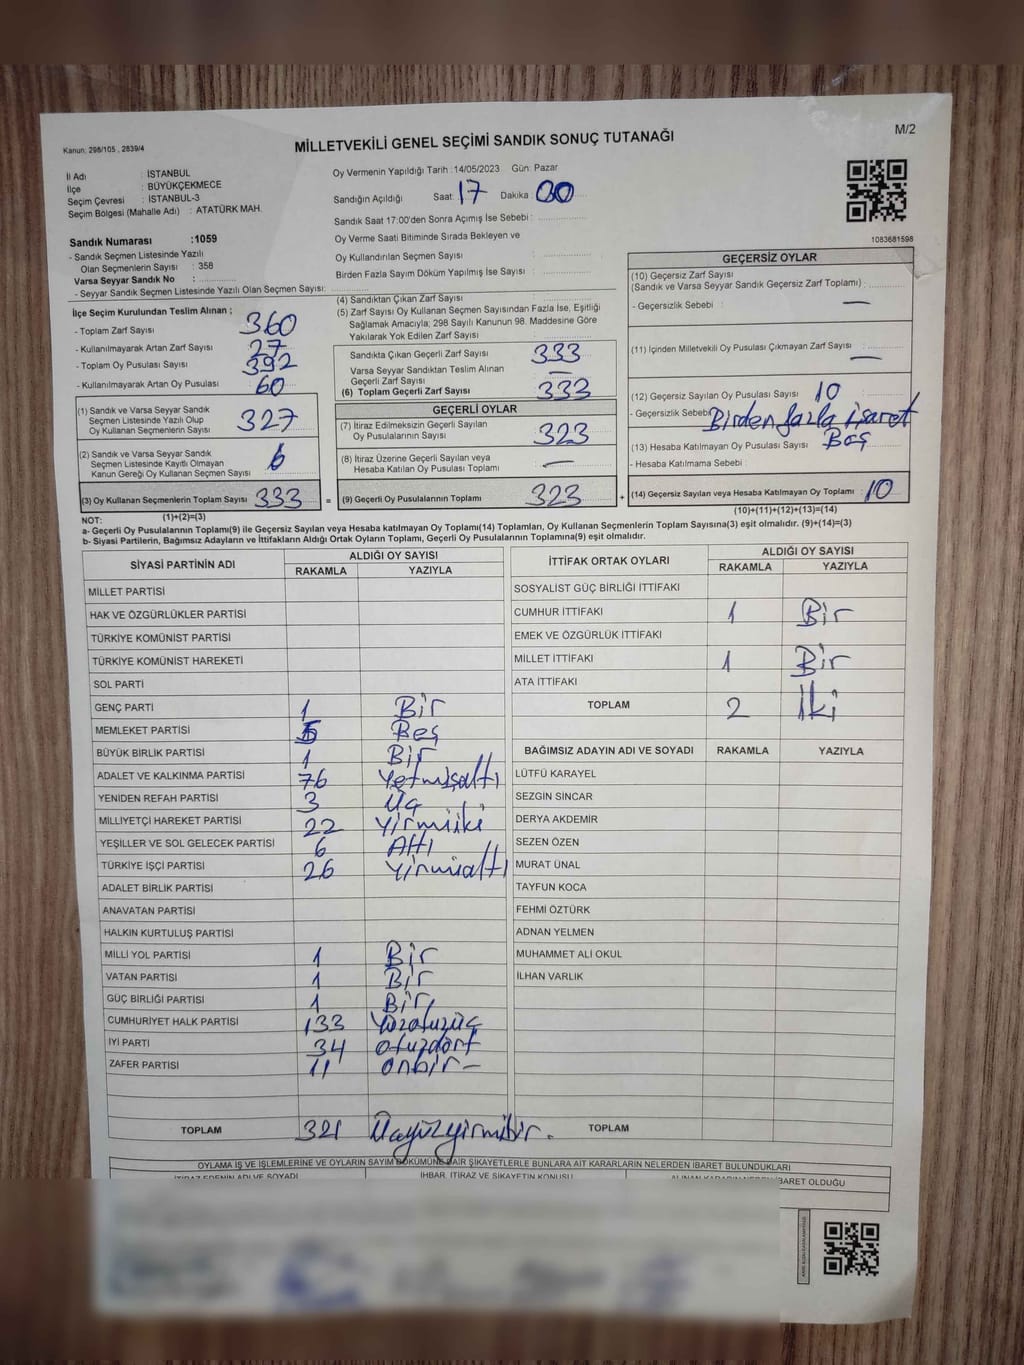 Kanun: 298/105 , 2839/4
MİLLETVEKİLİ GENEL SEÇİMİ SANDIK SONUÇ TUTANAĞI
M/2
İl Adı : İSTANBUL
İlçe : BÜYÜKÇEKMECE
Seçim Çevresi : İSTANBUL-3
Seçim Bölgesi (Mahalle Adı) : ATATÜRK MAH.
Oy Vermenin Yapıldığı Tarih :14/05/2023 Gün: Pazar
Sandığın Açıldığı Saat: 17 Dakika 00
Sandık Saat 17:00'den Sonra Açımış İse Sebebi :
Oy Verme Saati Bitiminde Sırada Bekleyen ve
Oy Kullandırılan Seçmen Sayısı :
Birden Fazla Sayım Döküm Yapılmış İse Sayısı :
1083681598
Sandık Numarası :1059
- Sandık Seçmen Listesinde Yazılı
Olan Seçmenlerin Sayısı : 358
Varsa Seyyar Sandık No :
- Seyyar Sandık Seçmen Listesinde Yazılı Olan Seçmen Sayısı:
İlçe Seçim Kurulundan Teslim Alınan ;
- Toplam Zarf Sayısı 360
- Kullanılmayarak Artan Zarf Sayısı 27
- Toplam Oy Pusulası Sayısı 392
- Kullanılmayarak Artan Oy Pusulası 60
(1) Sandık ve Varsa Seyyar Sandık
Seçmen Listesinde Yazılı Olup
Oy Kullanan Seçmenlerin Sayısı 327
(2) Sandık ve Varsa Seyyar Sandık
Seçmen Listesinde Kayıtlı Olmayan
Kanun Gereği Oy Kullanan Seçmen Sayısı 6
(3) Oy Kullanan Seçmenlerin Toplam Sayısı 333 =
(1)+(2)=(3)
(4) Sandıktan Çıkan Zarf Sayısı :
(5) Zarf Sayısı Oy Kullanan Seçmen Sayısından Fazla İse, Eşitliği
Sağlamak Amacıyla; 298 Sayılı Kanunun 98. Maddesine Göre
Yakılarak Yok Edilen Zarf Sayısı :
Sandıkta Çıkan Geçerli Zarf Sayısı 333
Varsa Seyyar Sandıktan Teslim Alınan
Geçerli Zarf Sayısı —
(6) Toplam Geçerli Zarf Sayısı 333
GEÇERLİ OYLAR
(7) İtiraz Edilmeksizin Geçerli Sayılan
Oy Pusulalarının Sayısı 323
(8) İtiraz Üzerine Geçerli Sayılan veya
Hesaba Katılan Oy Pusulası Toplamı —
(9) Geçerli Oy Pusulalarının Toplamı 323 +
GEÇERSİZ OYLAR
(10) Geçersiz Zarf Sayısı
(Sandık ve Varsa Seyyar Sandık Geçersiz Zarf Toplamı) :
- Geçersizlik Sebebi : —
(11) İçinden Milletvekili Oy Pusulası Çıkmayan Zarf Sayısı : —
(12) Geçersiz Sayılan Oy Pusulası Sayısı 10
- Geçersizlik Sebebi Birden fazla işaret
(13) Hesaba Katılmayan Oy Pusulası Sayısı : Boş
- Hesaba Katılmama Sebebi :
(14) Geçersiz Sayılan veya Hesaba Katılmayan Oy Toplamı : 10
(10)+(11)+(12)+(13)=(14)
NOT:
a- Geçerli Oy Pusulalarının Toplamı(9) ile Geçersiz Sayılan veya Hesaba katılmayan Oy Toplamı(14) Toplamları, Oy Kullanan Seçmenlerin Toplam Sayısına(3) eşit olmalıdır. (9)+(14)=(3)
b- Siyasi Partilerin, Bağımsız Adayların ve İttifakların Aldığı Ortak Oyların Toplamı, Geçerli Oy Pusulalarının Toplamına(9) eşit olmalıdır.
SİYASİ PARTİNİN ADI ALDIĞI OY SAYISI
RAKAMLA YAZIYLA
MİLLET PARTİSİ
HAK VE ÖZGÜRLÜKLER PARTİSİ
TÜRKİYE KOMÜNİST PARTİSİ
TÜRKİYE KOMÜNİST HAREKETİ
SOL PARTİ
GENÇ PARTİ 1 Bir
MEMLEKET PARTİSİ 5 Beş
BÜYÜK BİRLİK PARTİSİ 1 Bir
ADALET VE KALKINMA PARTİSİ 76 Yetmişaltı
YENİDEN REFAH PARTİSİ 3 Üç
MİLLİYETÇİ HAREKET PARTİSİ 22 Yirmiiki
YEŞİLLER VE SOL GELECEK PARTİSİ 6 Altı
TÜRKİYE İŞÇİ PARTİSİ 26 Yirmialtı
ADALET BİRLİK PARTİSİ
ANAVATAN PARTİSİ
HALKIN KURTULUŞ PARTİSİ
MİLLİ YOL PARTİSİ 1 Bir
VATAN PARTİSİ 1 Bir
GÜÇ BİRLİĞİ PARTİSİ 1 Bir
CUMHURİYET HALK PARTİSİ 133 Yüzotuzüç
İYİ PARTİ 34 otuzdört
ZAFER PARTİSİ 11 onbir –
TOPLAM 321 Üçyüzyirmibir.
İTTİFAK ORTAK OYLARI ALDIĞI OY SAYISI
RAKAMLA YAZIYLA
SOSYALİST GÜÇ BİRLİĞİ İTTİFAKI
CUMHUR İTTİFAKI 1 Bir
EMEK VE ÖZGÜRLÜK İTTİFAKI
MİLLET İTTİFAKI 1 Bir
ATA İTTİFAKI
TOPLAM 2 İki
BAĞIMSIZ ADAYIN ADI VE SOYADI RAKAMLA YAZIYLA
LÜTFÜ KARAYEL
SEZGİN SİNCAR
DERYA AKDEMİR
SEZEN ÖZEN
MURAT ÜNAL
TAYFUN KOCA
FEHMİ ÖZTÜRK
ADNAN YELMEN
MUHAMMET ALİ OKUL
İLHAN VARLIK
TOPLAM
OYLAMA İŞ VE İŞLEMLERİNE VE OYLARIN SAYIM DÖKÜMÜNE DAİR ŞİKAYETLERLE BUNLARA AİT KARARLARIN NELERDEN İBARET BULUNDUKLARI
İTİRAZ EDENİN ADI VE SOYADI İHBAR, İTİRAZ VE ŞİKAYETİN KONUSU İBARET OLDUĞU